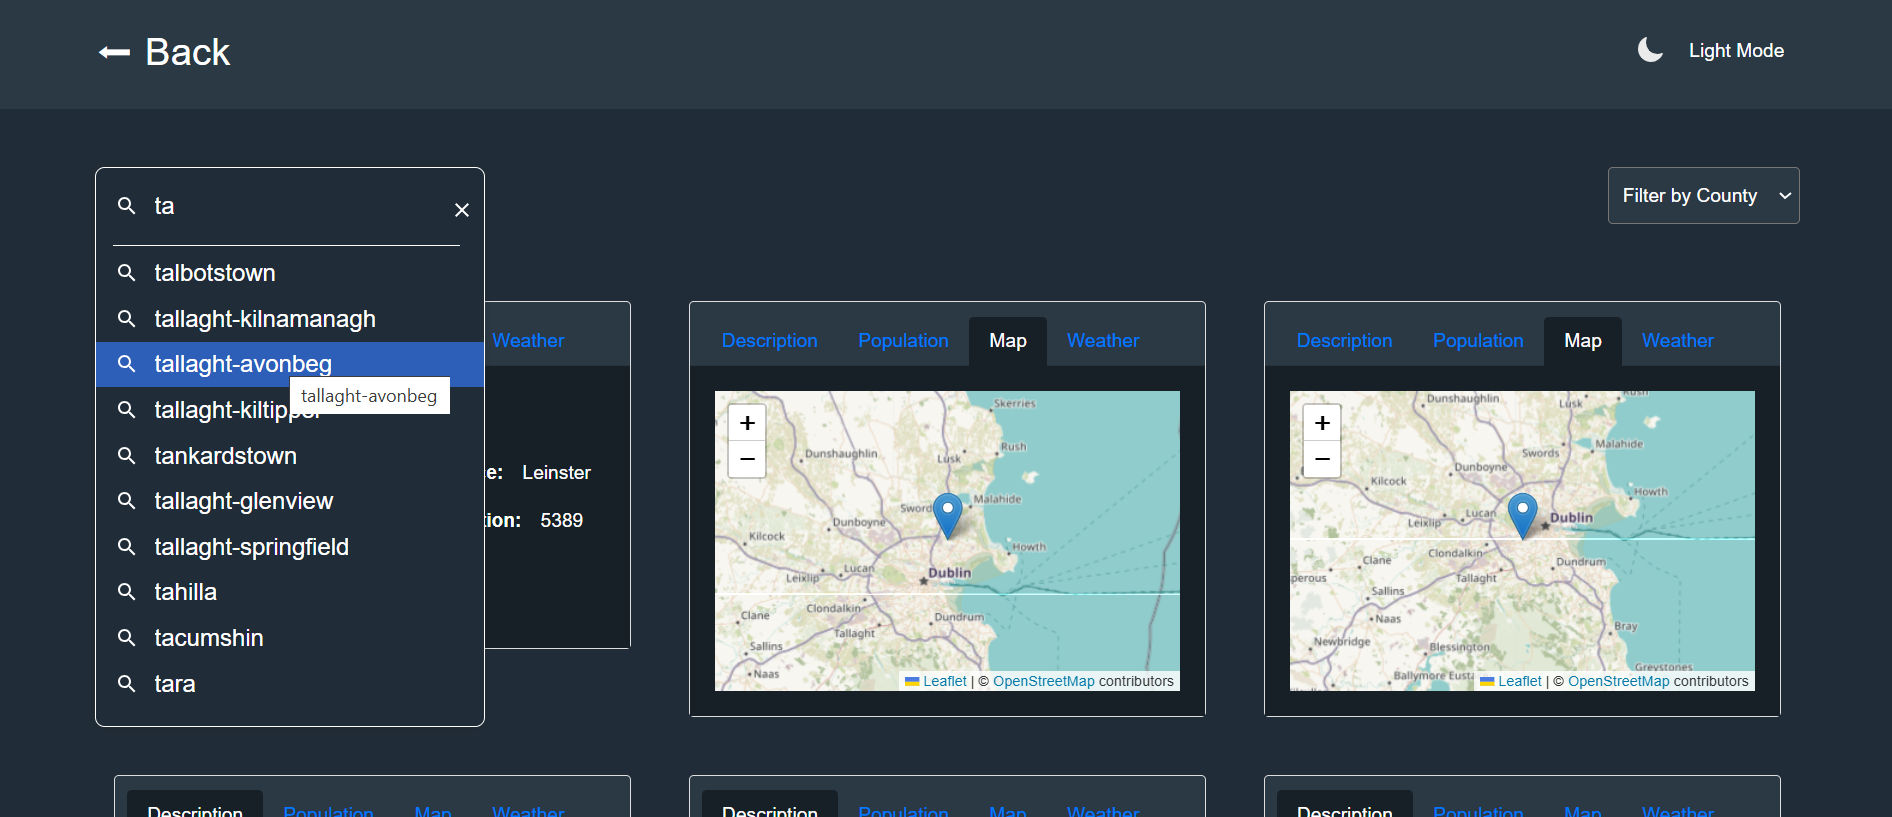 Back
Light Mode
ta
Filter by County
talbotstown
tallaght-kilnamanagh
tallaght-avonbeg
tallaght-avonbeg
tallaght-kiltipper
tankardstown
tallaght-glenview
tallaght-springfield
tahilla
tacumshin
tara
Weather
e: Leinster
tion: 5389
Description Population Map Weather
+
−
Skerries
Rush
Dunshaughlin
Lusk
Malahide
Sword
Dunboyne
Kilcock
Howth
Lucan
Leixlip
Dublin
Clondalkin
Clane
Dundrum
Tallaght
Sallins
Naas
Leaflet | © OpenStreetMap contributors
Description Population Map Weather
+
−
Rush
Dunshaughlin
Lusk
Malahide
Swords
Dunboyne
Kilcock
Howth
Lucan
Leixlip
Dublin
Clondalkin
Clane
Dundrum
perous
Tallaght
Sallins
Naas
Bray
Newbridge
Blessington
Greystones
Ballymore Eusta
Leaflet | © OpenStreetMap contributors
Description Population Map Weather
Description Population Map Weather
Description Population Map Weather